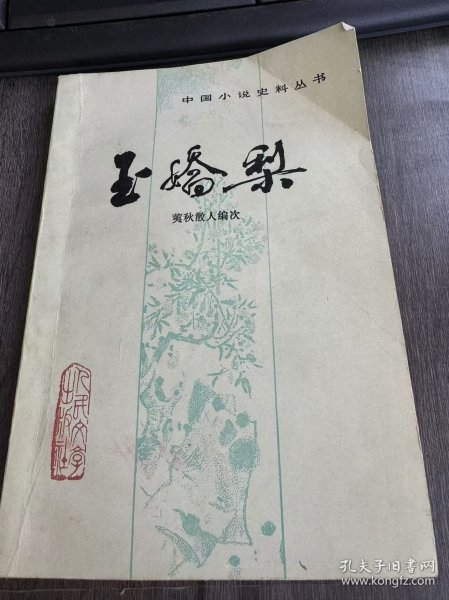 中国小说史料丛书
玉嬌梨
荑秋散人编次
人民文学
出版社
孔夫子旧书网
www.kongfz.com